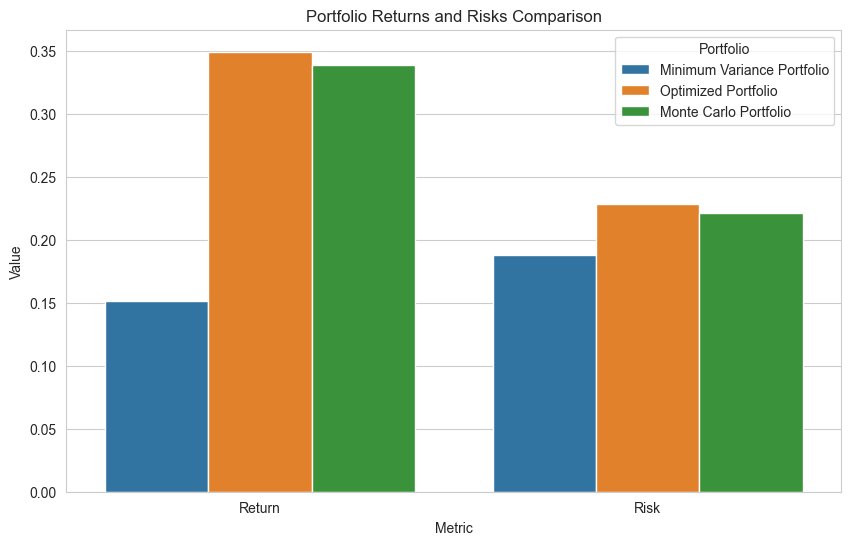 Portfolio Returns and Risks Comparison
Portfolio
Minimum Variance Portfolio
Optimized Portfolio
Monte Carlo Portfolio
Value
0.35
0.30
0.25
0.20
0.15
0.10
0.05
0.00
Return
Risk
Metric